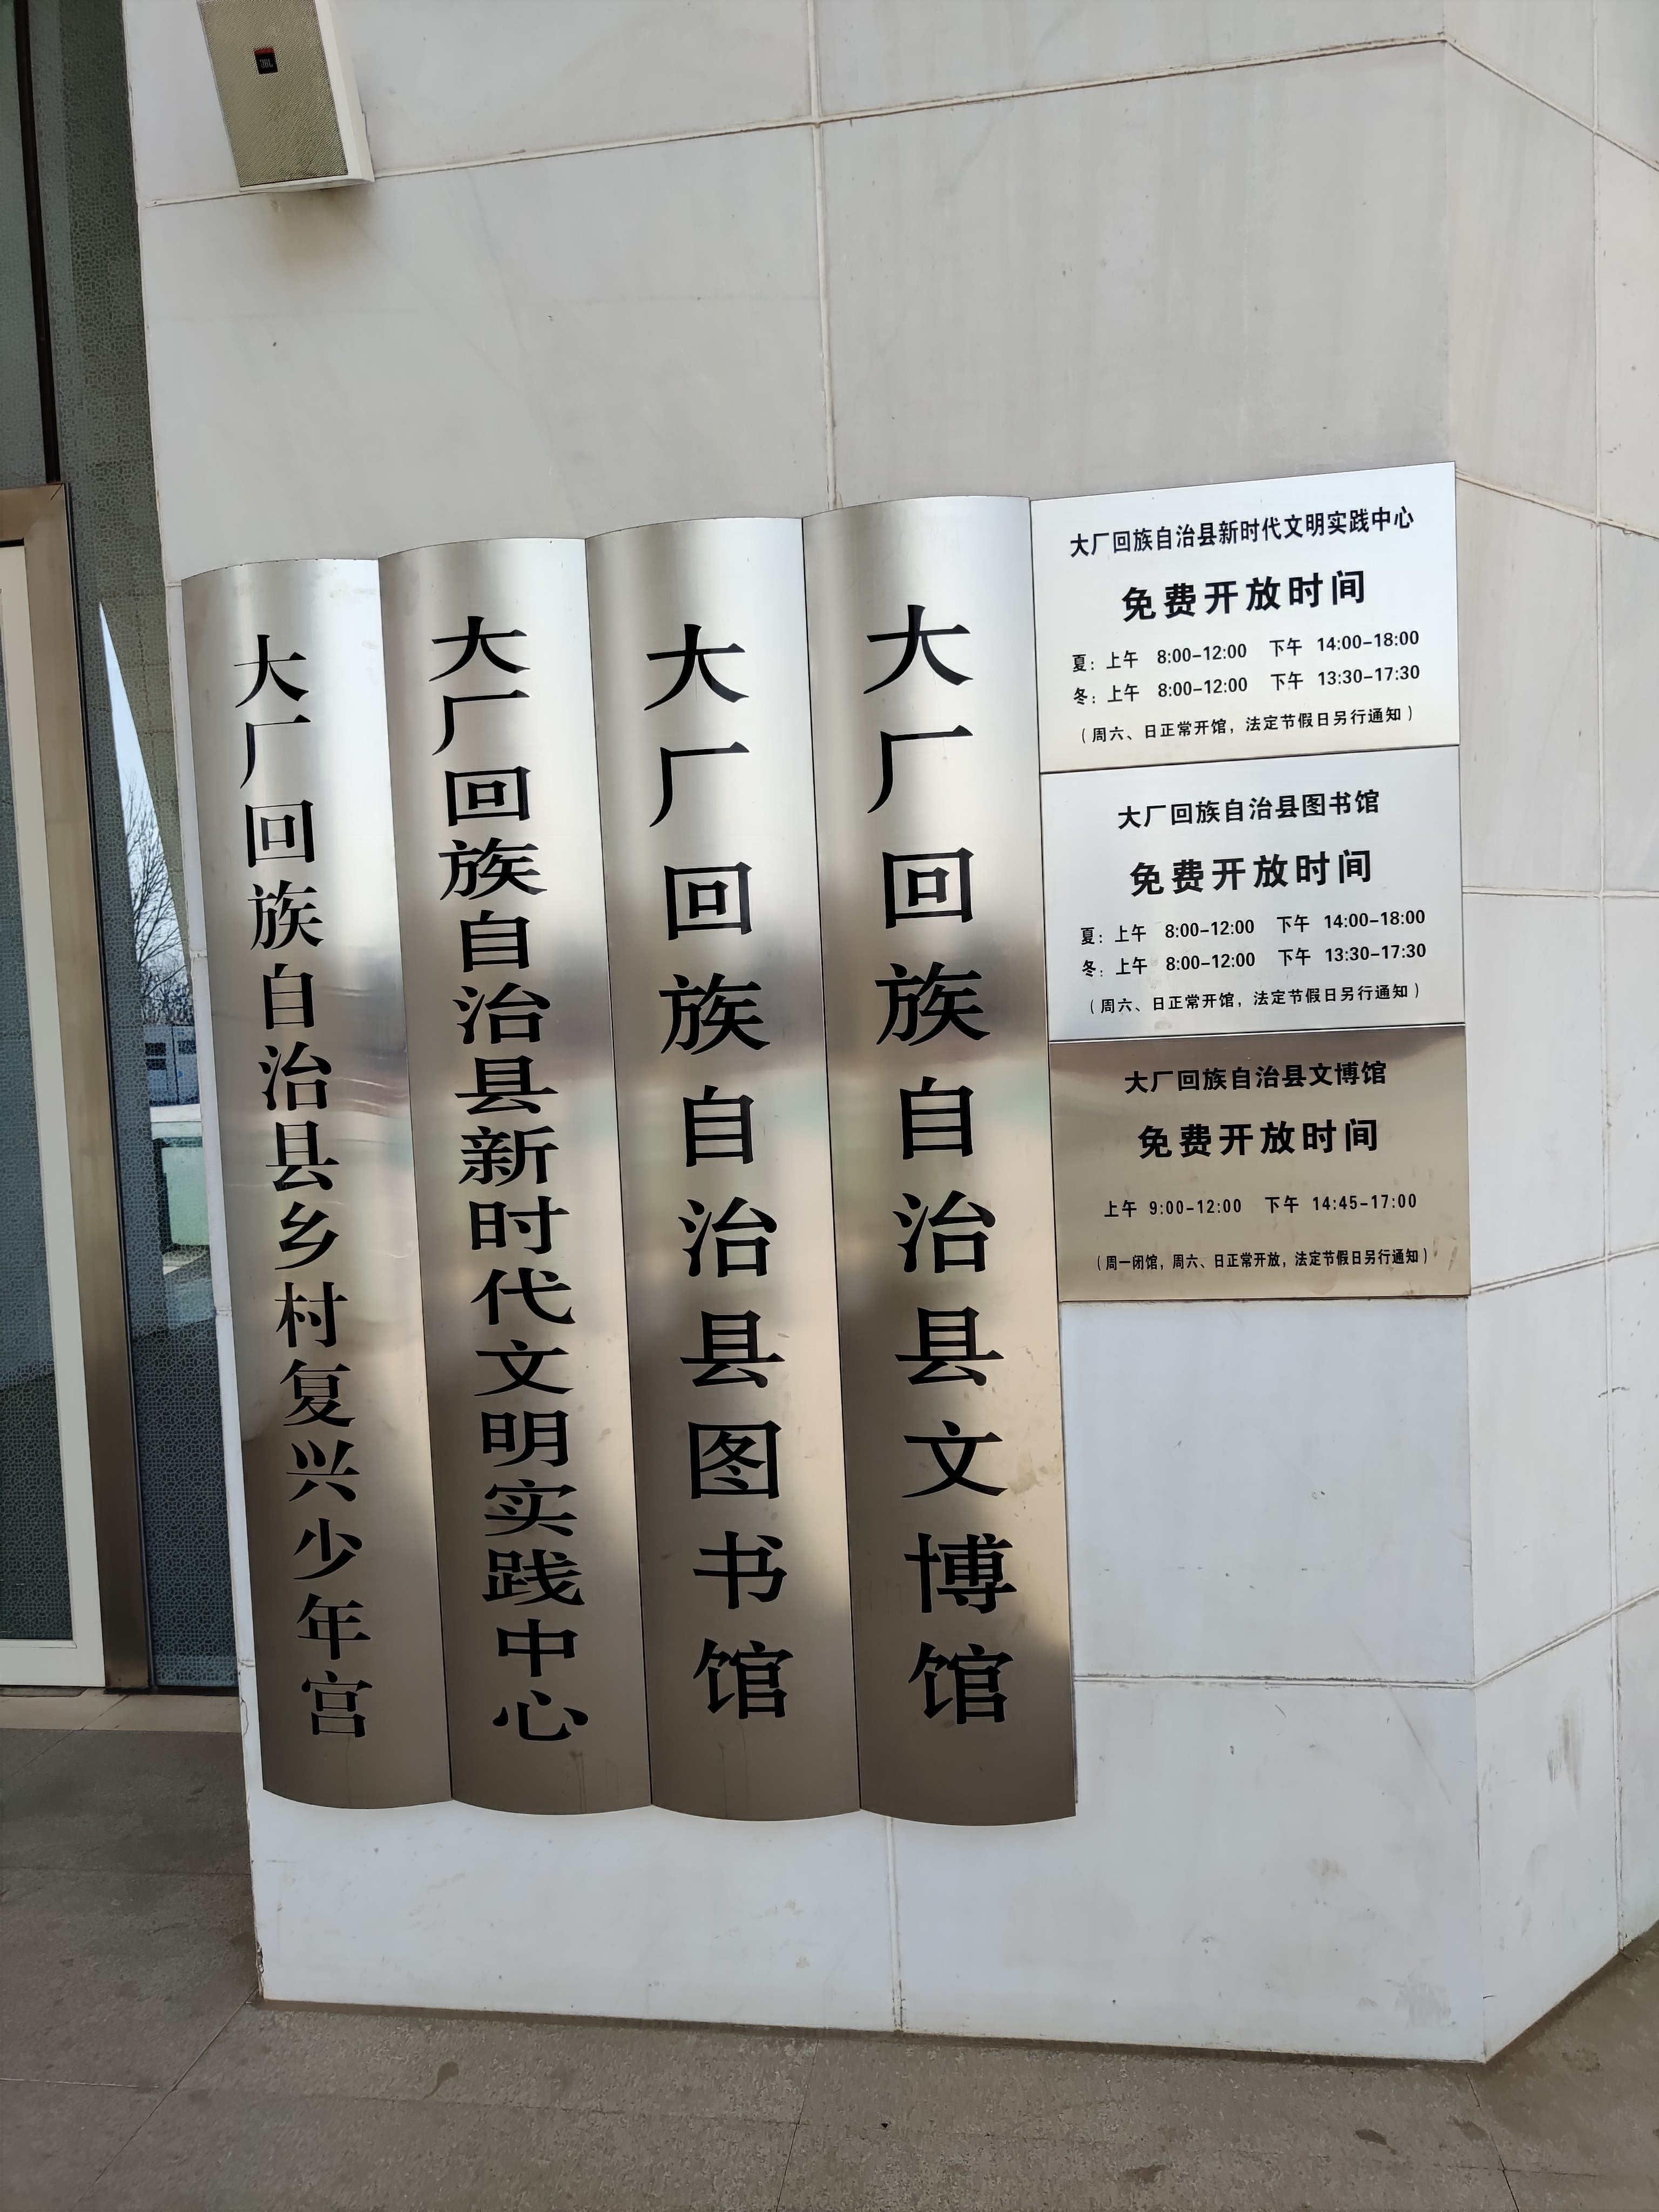 JBL
大厂回族自治县乡村复兴少年宫
大厂回族自治县新时代文明实践中心
大厂回族自治县图书馆
大厂回族自治县文博馆
大厂回族自治县新时代文明实践中心
免费开放时间
夏：上午 8:00-12:00 下午 14:00-18:00
冬：上午 8:00-12:00 下午 13:30-17:30
（周六、日正常开馆，法定节假日另行通知）
大厂回族自治县图书馆
免费开放时间
夏：上午 8:00-12:00 下午 14:00-18:00
冬：上午 8:00-12:00 下午 13:30-17:30
（周六、日正常开馆，法定节假日另行通知）
大厂回族自治县文博馆
免费开放时间
上午 9:00-12:00 下午 14:45-17:00
（周一闭馆，周六、日正常开放，法定节假日另行通知）